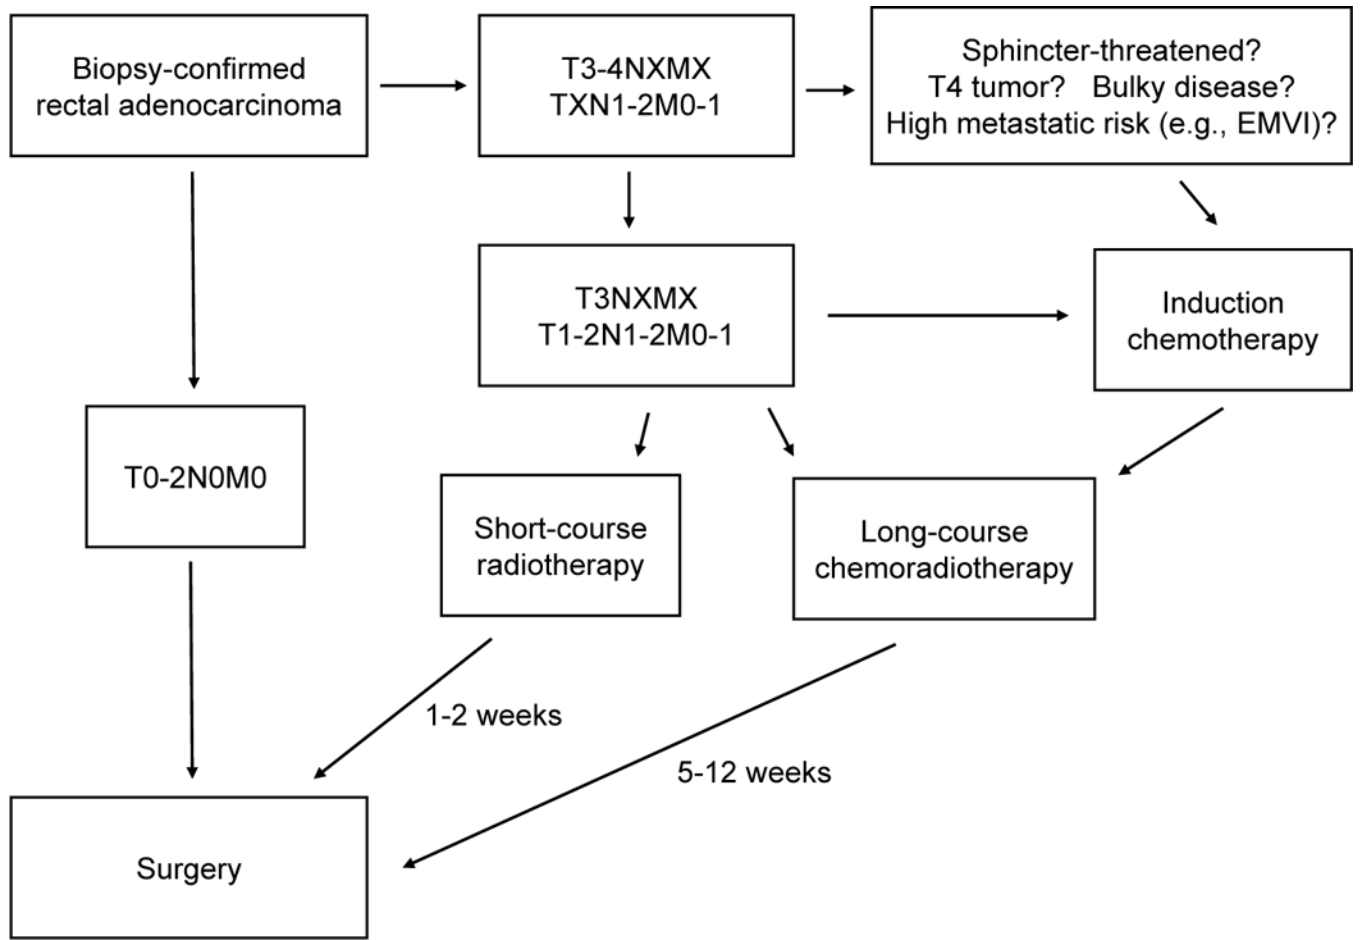 Biopsy-confirmed
rectal adenocarcinoma
T3-4NXMX
TXN1-2M0-1
Sphincter-threatened?
T4 tumor? Bulky disease?
High metastatic risk (e.g., EMVI)?
T3NXMX
T1-2N1-2M0-1
Induction
chemotherapy
T0-2N0M0
Short-course
radiotherapy
Long-course
chemoradiotherapy
1-2 weeks
5-12 weeks
Surgery